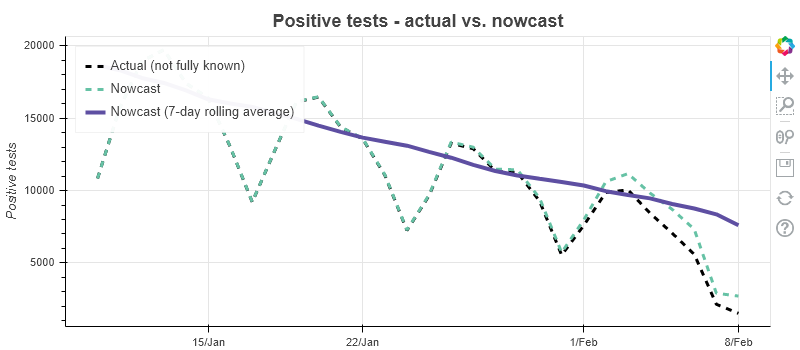 Positive tests - actual vs. nowcast
20000
15000
10000
5000
Positive tests
Actual (not fully known)
Nowcast
Nowcast (7-day rolling average)
15/Jan
22/Jan
1/Feb
8/Feb